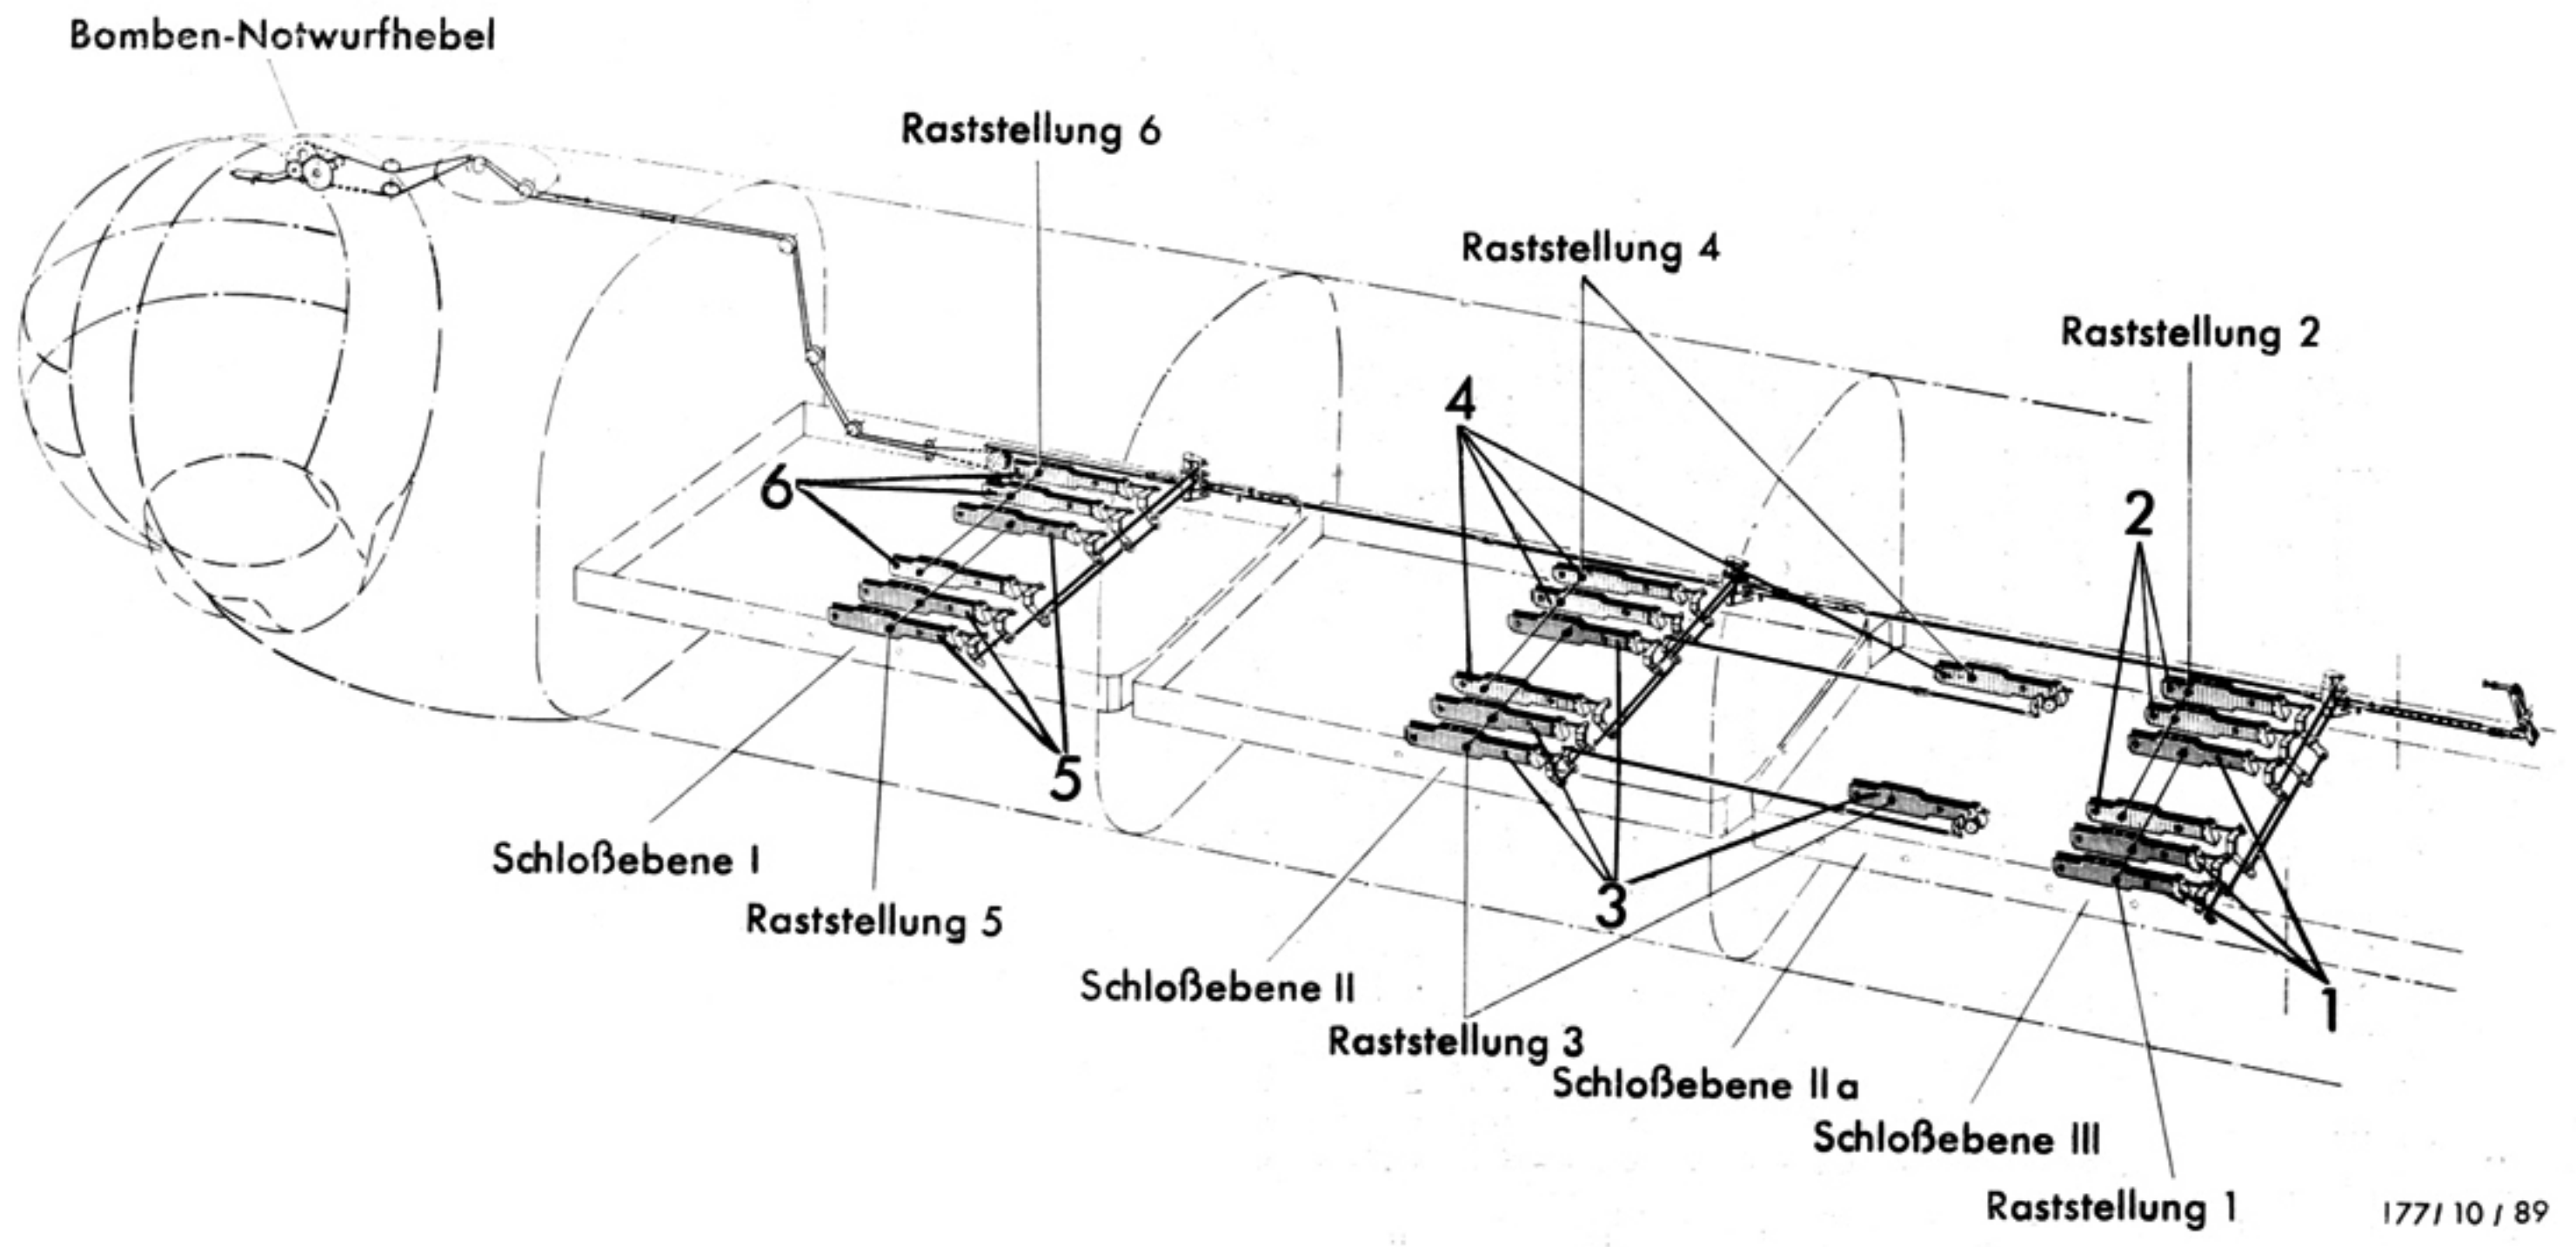 Bomben-Notwurfhebel
Raststellung 6
Raststellung 4
Raststellung 2
4
6
2
5
Schloßebene I
3
Raststellung 5
Schloßebene II
1
Raststellung 3
Schloßebene IIa
Schloßebene III
Raststellung 1
177/10/89